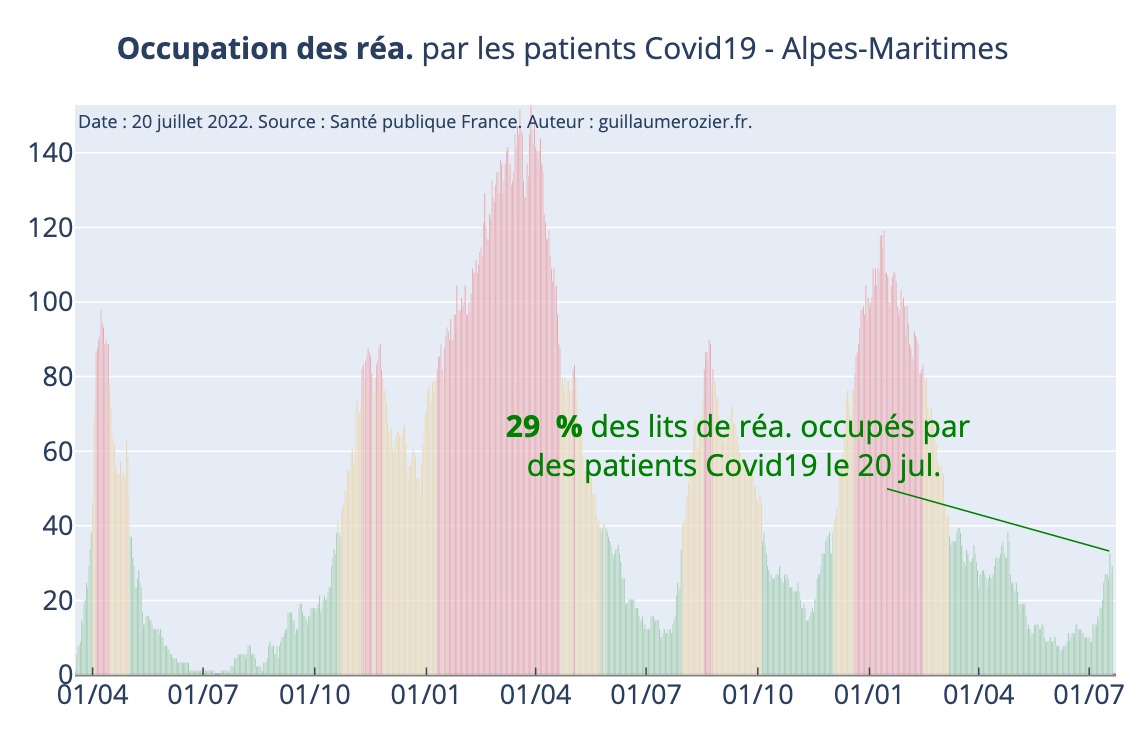 Occupation des réa. par les patients Covid19 - Alpes-Maritimes
Date : 20 juillet 2022. Source : Santé publique France. Auteur : guillaumerozier.fr.
140
120
100
80
60
40
20
0
29 % des lits de réa. occupés par
des patients Covid19 le 20 jul.
01/04 01/07 01/10 01/01 01/04 01/07 01/10 01/01 01/04 01/07